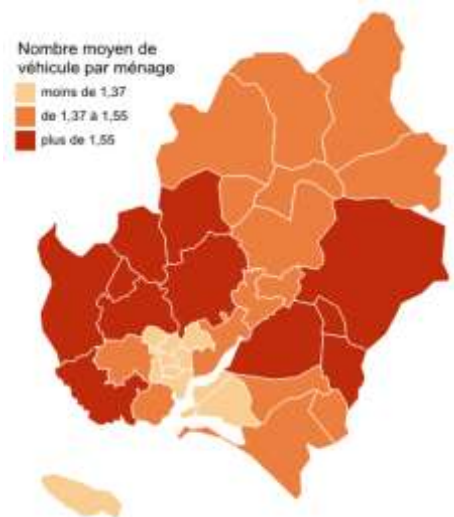 Nombre moyen de
véhicule par ménage
moins de 1,37
de 1,37 à 1,55
plus de 1,55